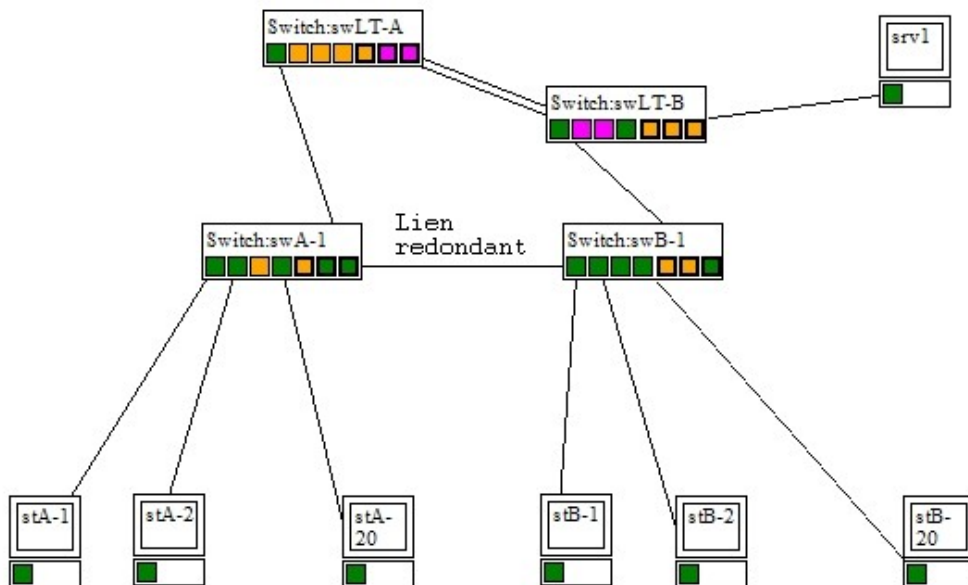 Switch:swLT-A
srv1
Switch:swLT-B
Lien
redondant
Switch:swA-1
Switch:swB-1
stA-1
stA-2
stA-
20
stB-1
stB-2
stB-
20